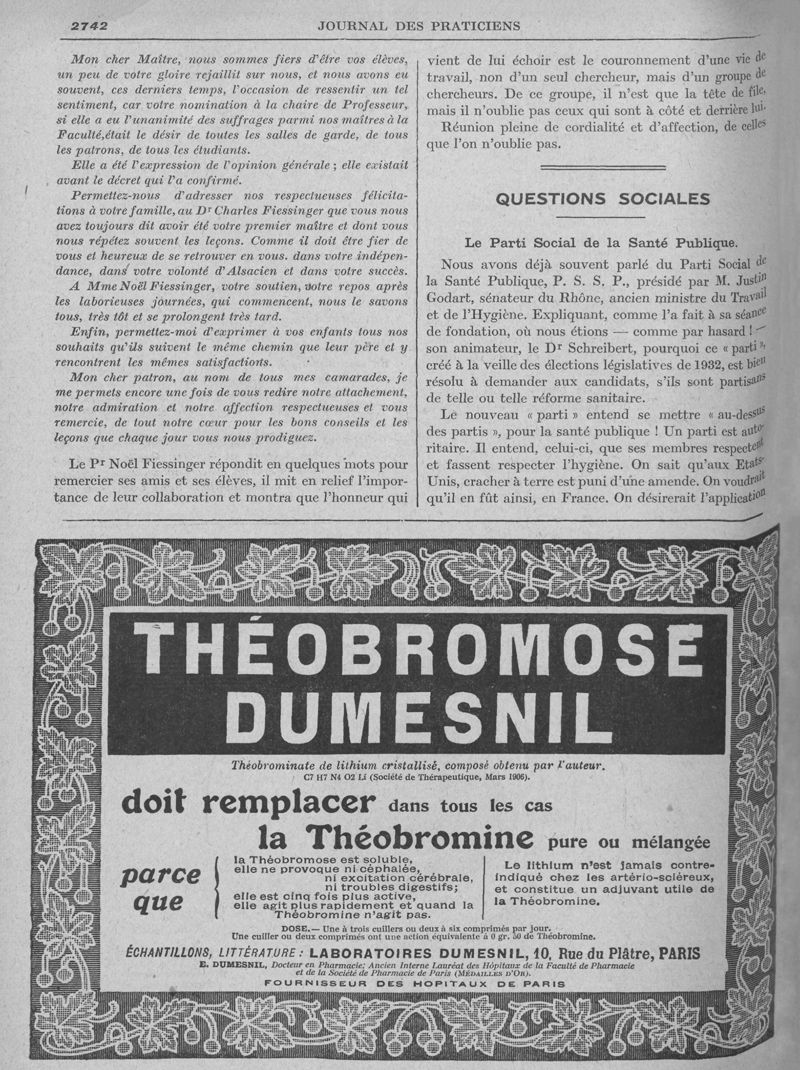 2742
JOURNAL DES PRATICIENS
Mon cher Maître, nous sommes fiers d'être vos élèves,
un peu de votre gloire rejaillit sur nous, et nous avons eu
souvent, ces derniers temps, l'occasion de ressentir un tel
sentiment, car votre nomination à la chaire de Professeur,
si elle a eu l'unanimité des suffrages parmi nos maîtres à la
Faculté, était le désir de toutes les salles de garde, de tous
les patrons, de tous les étudiants.
Elle a été l'expression de l'opinion générale ; elle existait
avant le décret qui l'a confirmé.
Permettez-nous d'adresser nos respectueuses félicita-
tions à votre famille, au Dr Charles Fiessinger que vous nous
avez toujours dit avoir été votre premier maître et dont vous
nous répétez souvent les leçons. Comme il doit être fier de
vous et heureux de se retrouver en vous. dans votre indépen-
dance, dans votre volonté d'Alsacien et dans votre succès.
A Mme Noël Fiessinger, votre soutien, votre repos après
les laborieuses journées, qui commencent, nous le savons
tous, très tôt et se prolongent très tard.
Enfin, permettez-moi d'exprimer à vos enfants tous nos
souhaits qu'ils suivent le même chemin que leur père et y
rencontrent les mêmes satisfactions.
Mon cher patron, au nom de tous mes camarades, je
me permets encore une fois de vous redire notre attachement,
notre admiration et notre affection respectueuses et vous
remercie, de tout notre cœur pour les bons conseils et les
leçons que chaque jour vous nous prodiguez.
Le Pr Noël Fiessinger répondit en quelques mots pour
remercier ses amis et ses élèves, il mit en relief l'impor-
tance de leur collaboration et montra que l'honneur qui
vient de lui échoir est le couronnement d'une vie de
travail, non d'un seul chercheur, mais d'un groupe de
chercheurs. De ce groupe, il n'est que la tête de file,
mais il n'oublie pas ceux qui sont à côté et derrière lui.
Réunion pleine de cordialité et d'affection, de celles
que l'on n'oublie pas.
QUESTIONS SOCIALES
Le Parti Social de la Santé Publique.
Nous avons déjà souvent parlé du Parti Social de
la Santé Publique, P. S. S. P., présidé par M. Justin
Godart, sénateur du Rhône, ancien ministre du Travail
et de l'Hygiène. Expliquant, comme l'a fait à sa séance
de fondation, où nous étions — comme par hasard ! —
son animateur, le Dr Schreibert, pourquoi ce « parti »,
créé à la veille des élections législatives de 1932, est bien
résolu à demander aux candidats, s'ils sont partisans
de telle ou telle réforme sanitaire.
Le nouveau « parti » entend se mettre « au-dessus
des partis », pour la santé publique ! Un parti est auto-
ritaire. Il entend, celui-ci, que ses membres respectent
et fassent respecter l'hygiène. On sait qu'aux Etats-
Unis, cracher à terre est puni d'une amende. On voudrait
qu'il en fût ainsi, en France. On désirerait l'application
THÉOBROMOSE
DUMESNIL
Théobrominate de lithium cristallisé, composé obtenu par l'auteur.
C7 H7 N4 O2 Li (Société de Thérapeutique, Mars 1906).
doit remplacer dans tous les cas
la Théobromine pure ou mélangée
parce
que
la Théobromose est soluble,
elle ne provoque ni céphalée,
ni excitation cérébrale,
ni troubles digestifs;
elle est cinq fois plus active,
elle agit plus rapidement et quand la
Théobromine n'agit pas.
Le lithium n'est jamais contre-
indiqué chez les artério-scléreux,
et constitue un adjuvant utile de
la Théobromine.
DOSE.— Une à trois cuillers ou deux à six comprimés par jour.
Une cuiller ou deux comprimés ont une action équivalente à 0 gr. 50 de Théobromine.
ÉCHANTILLONS, LITTÉRATURE : LABORATOIRES DUMESNIL, 10, Rue du Plâtre, PARIS
E. DUMESNIL, Docteur en Pharmacie; Ancien Interne Lauréat des Hôpitaux de la Faculté de Pharmacie
et de la Société de Pharmacie de Paris (MÉDAILLES D'OR).
FOURNISSEUR DES HOPITAUX DE PARIS